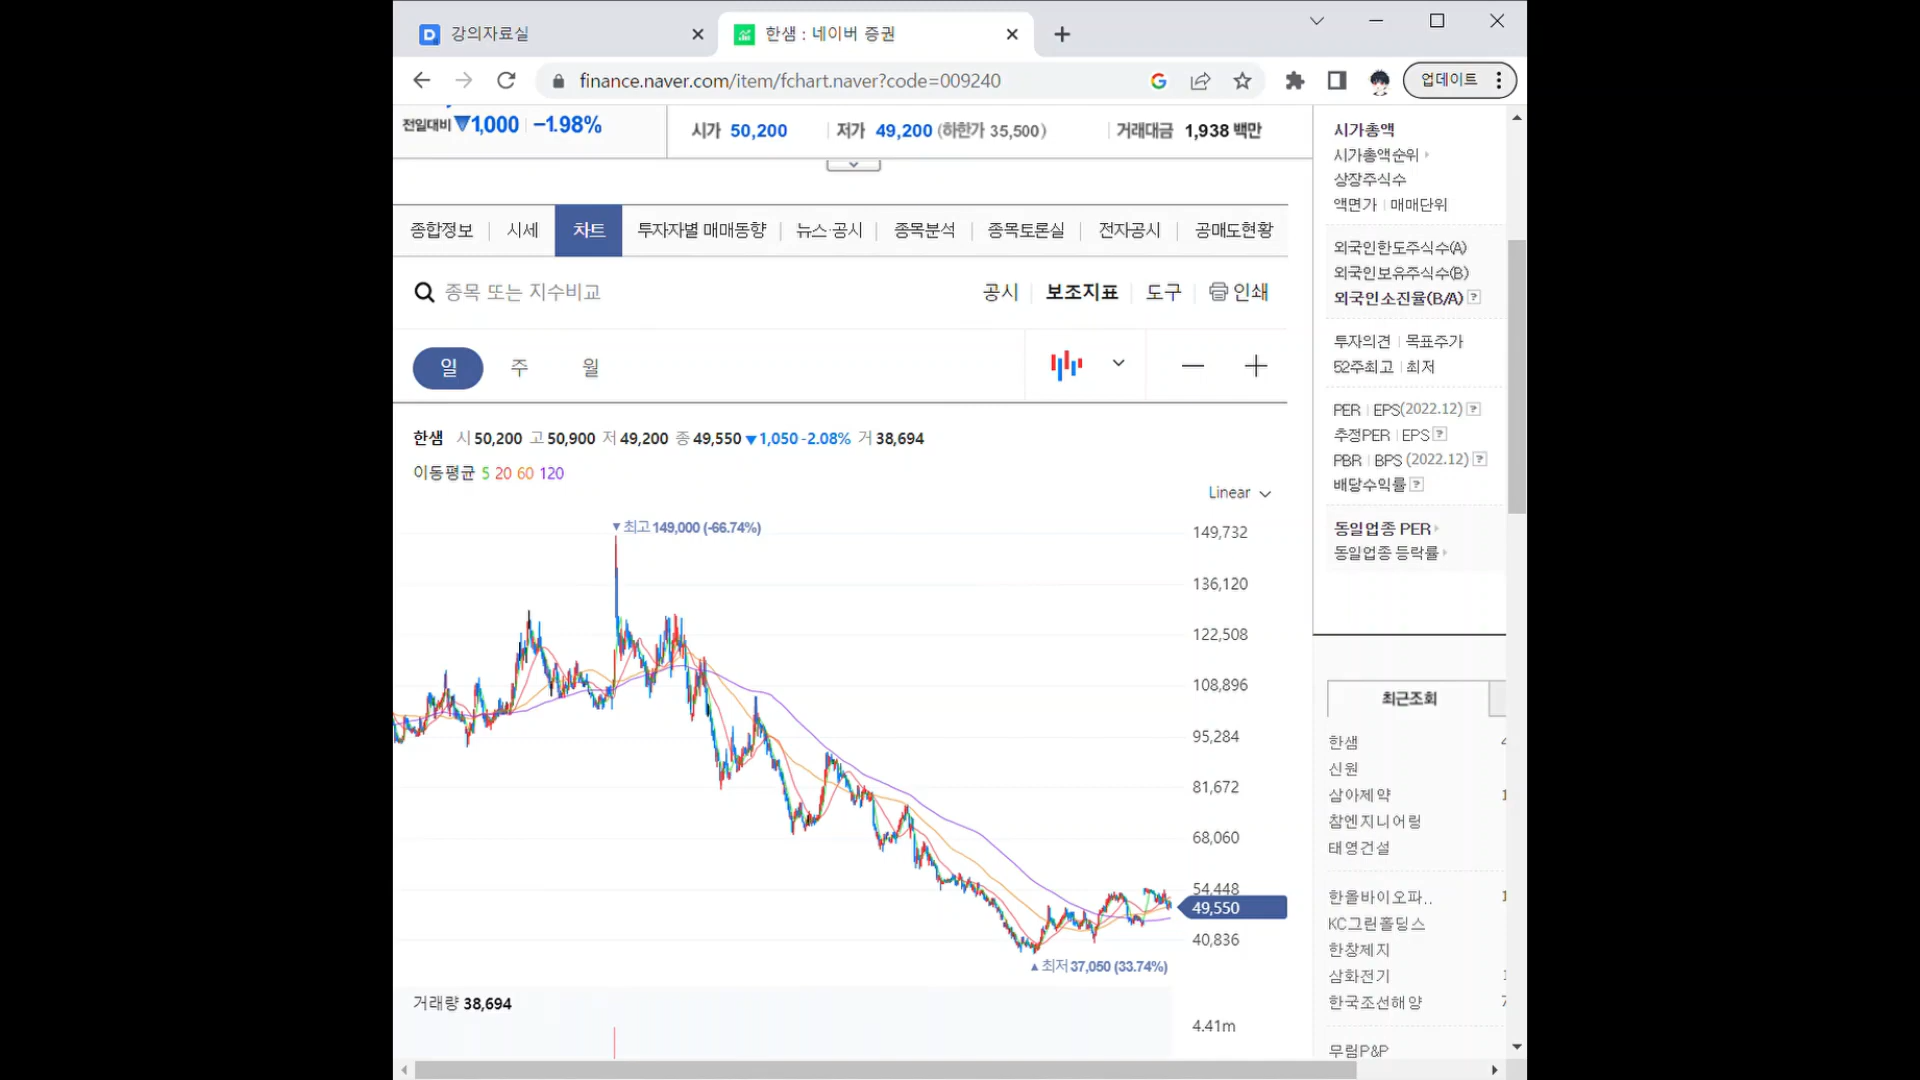 강의자료실
한샘 : 네이버 증권
finance.naver.com/item/fchart.naver?code=009240
업데이트
전일대비 ▼1,000 −1.98%
시가 50,200 저가 49,200 (하한가 35,500) 거래대금 1,938 백만
종합정보 시세 차트 투자자별 매매동향 뉴스·공시 종목분석 종목토론실 전자공시 공매도현황
종목 또는 지수비교
공시 보조지표 도구 인쇄
일 주 월
한샘 시 50,200 고 50,900 저 49,200 종 49,550 ▼1,050 -2.08% 거 38,694
이동평균 5 20 60 120
Linear
▼최고 149,000 (-66.74%)
149,732
136,120
122,508
108,896
95,284
81,672
68,060
54,448
49,550
40,836
▲최저 37,050 (33.74%)
거래량 38,694
4.41m
시가총액
시가총액순위
상장주식수
액면가 매매단위
외국인한도주식수(A)
외국인보유주식수(B)
외국인소진율(B/A) ?
투자의견 목표주가
52주최고 최저
PER EPS(2022.12) ?
추정PER EPS ?
PBR BPS (2022.12) ?
배당수익률 ?
동일업종 PER
동일업종 등락률
최근조회
한샘
신원
삼아제약 1
참엔지니어링
태영건설
한올바이오파.. 1
KC그린홀딩스
한창제지
삼화전기
한국조선해양
무림P&P